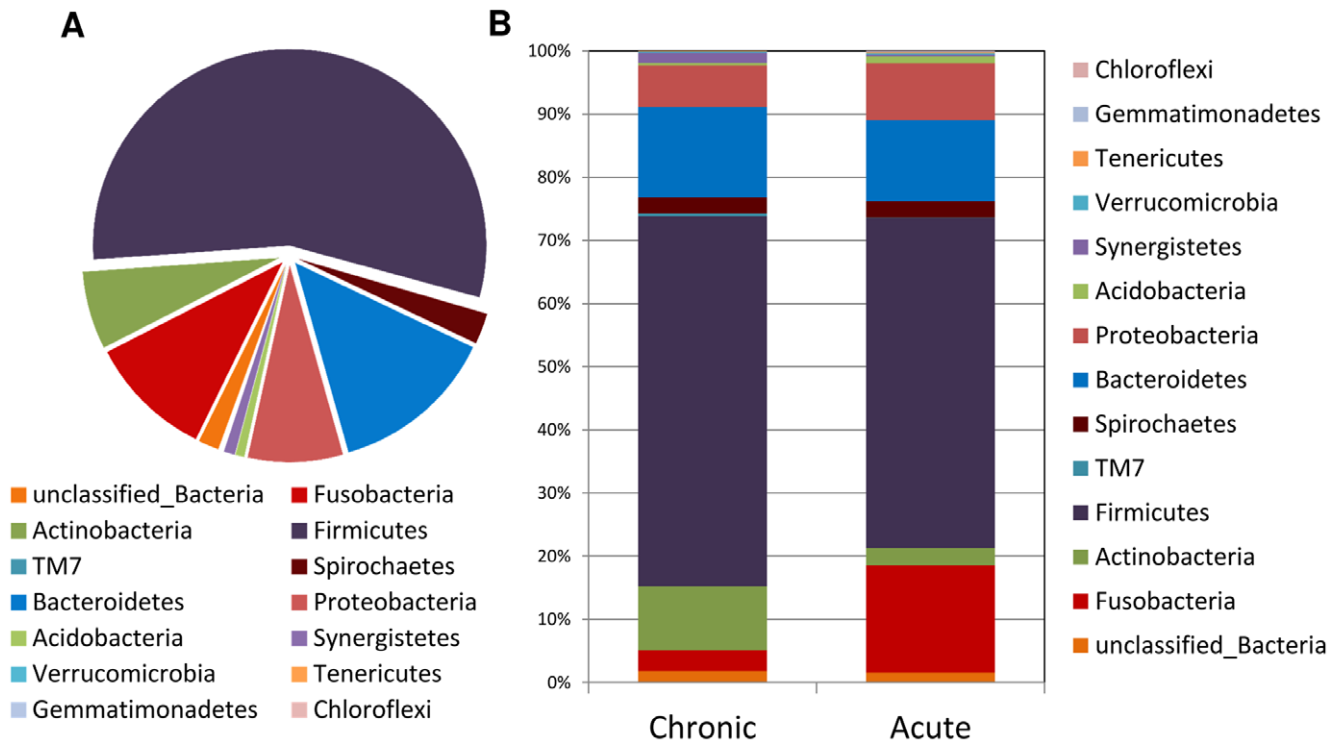 A
unclassified_Bacteria Fusobacteria
Actinobacteria Firmicutes
TM7 Spirochaetes
Bacteroidetes Proteobacteria
Acidobacteria Synergistetes
Verrucomicrobia Tenericutes
Gemmatimonadetes Chloroflexi
B
100%
90%
80%
70%
60%
50%
40%
30%
20%
10%
0%
Chronic Acute
Chloroflexi
Gemmatimonadetes
Tenericutes
Verrucomicrobia
Synergistetes
Acidobacteria
Proteobacteria
Bacteroidetes
Spirochaetes
TM7
Firmicutes
Actinobacteria
Fusobacteria
unclassified_Bacteria